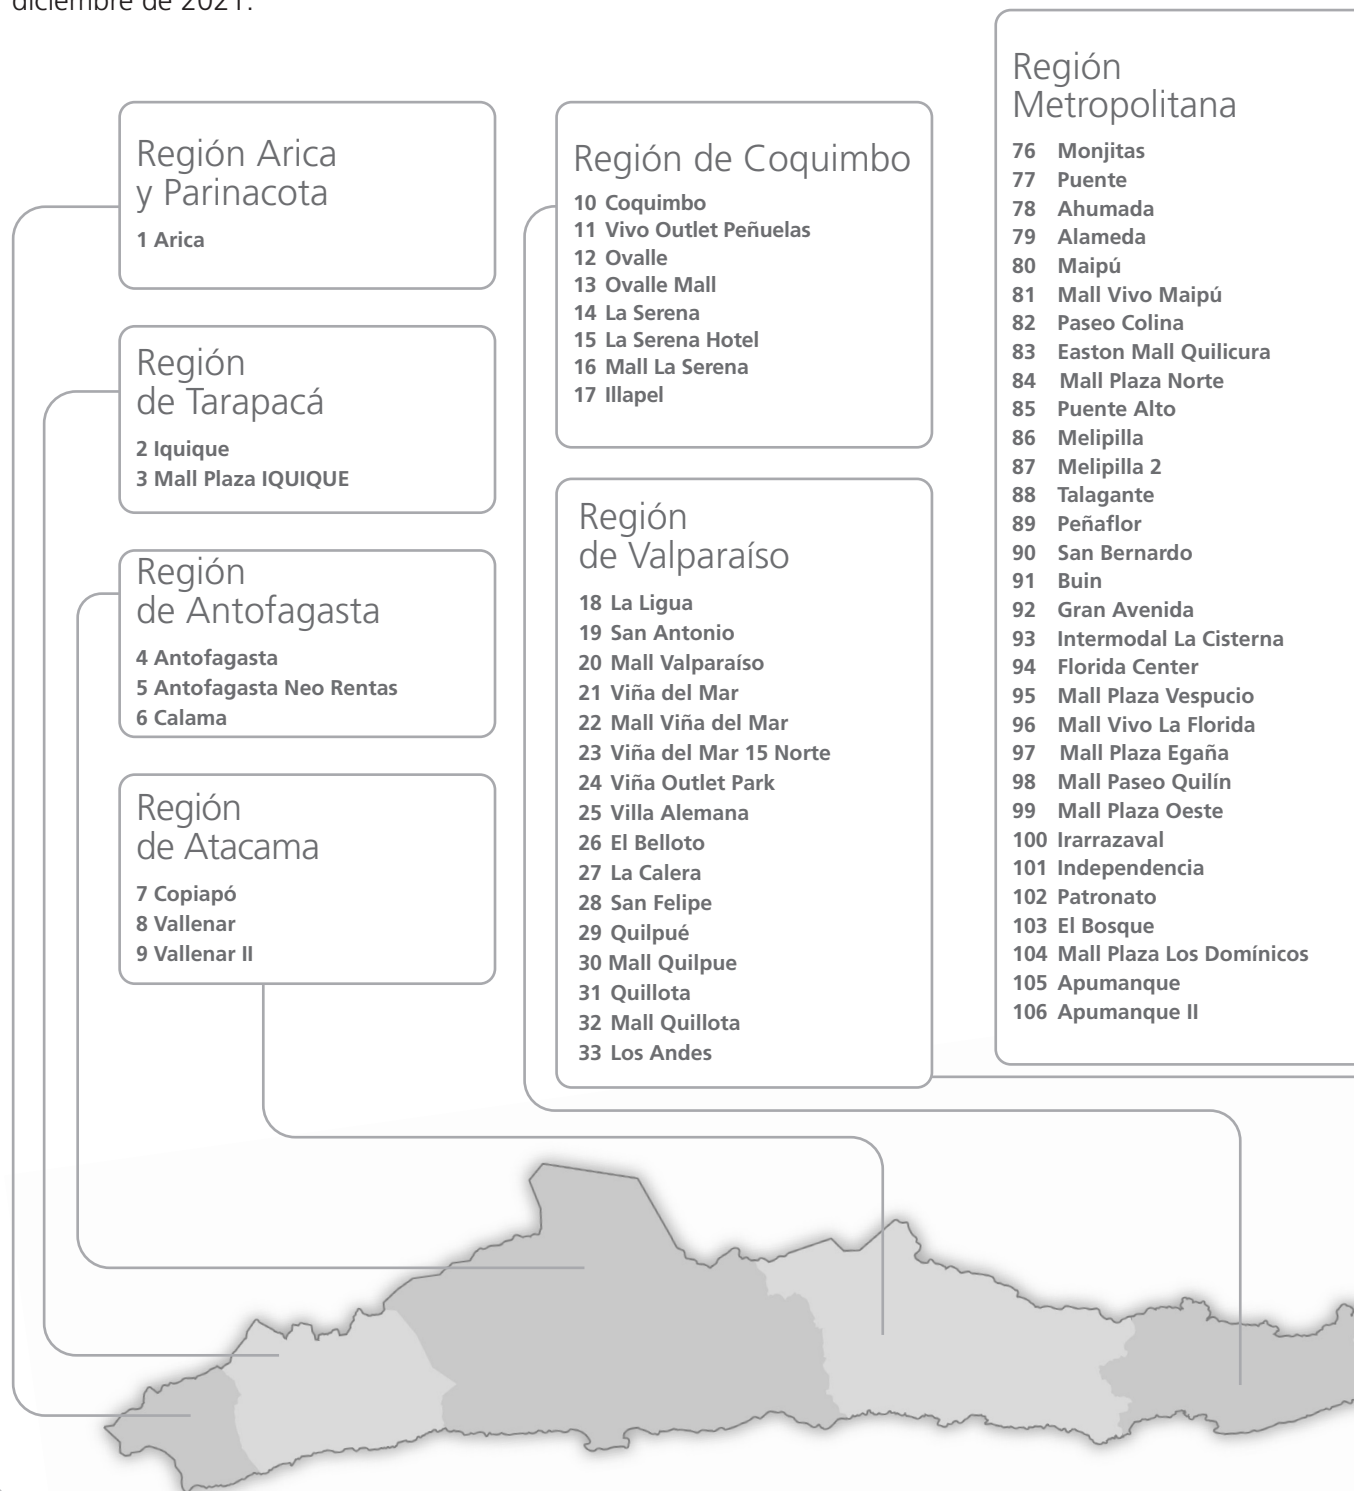 diciembre de 2021.
Región Arica
y Parinacota
1 Arica
Región
de Tarapacá
2 Iquique
3 Mall Plaza IQUIQUE
Región
de Antofagasta
4 Antofagasta
5 Antofagasta Neo Rentas
6 Calama
Región
de Atacama
7 Copiapó
8 Vallenar
9 Vallenar II
Región de Coquimbo
10 Coquimbo
11 Vivo Outlet Peñuelas
12 Ovalle
13 Ovalle Mall
14 La Serena
15 La Serena Hotel
16 Mall La Serena
17 Illapel
Región
de Valparaíso
18 La Ligua
19 San Antonio
20 Mall Valparaíso
21 Viña del Mar
22 Mall Viña del Mar
23 Viña del Mar 15 Norte
24 Viña Outlet Park
25 Villa Alemana
26 El Belloto
27 La Calera
28 San Felipe
29 Quilpué
30 Mall Quilpue
31 Quillota
32 Mall Quillota
33 Los Andes
Región
Metropolitana
76 Monjitas
77 Puente
78 Ahumada
79 Alameda
80 Maipú
81 Mall Vivo Maipú
82 Paseo Colina
83 Easton Mall Quilicura
84 Mall Plaza Norte
85 Puente Alto
86 Melipilla
87 Melipilla 2
88 Talagante
89 Peñaflor
90 San Bernardo
91 Buin
92 Gran Avenida
93 Intermodal La Cisterna
94 Florida Center
95 Mall Plaza Vespucio
96 Mall Vivo La Florida
97 Mall Plaza Egaña
98 Mall Paseo Quilín
99 Mall Plaza Oeste
100 Irarrazaval
101 Independencia
102 Patronato
103 El Bosque
104 Mall Plaza Los Domínicos
105 Apumanque
106 Apumanque II